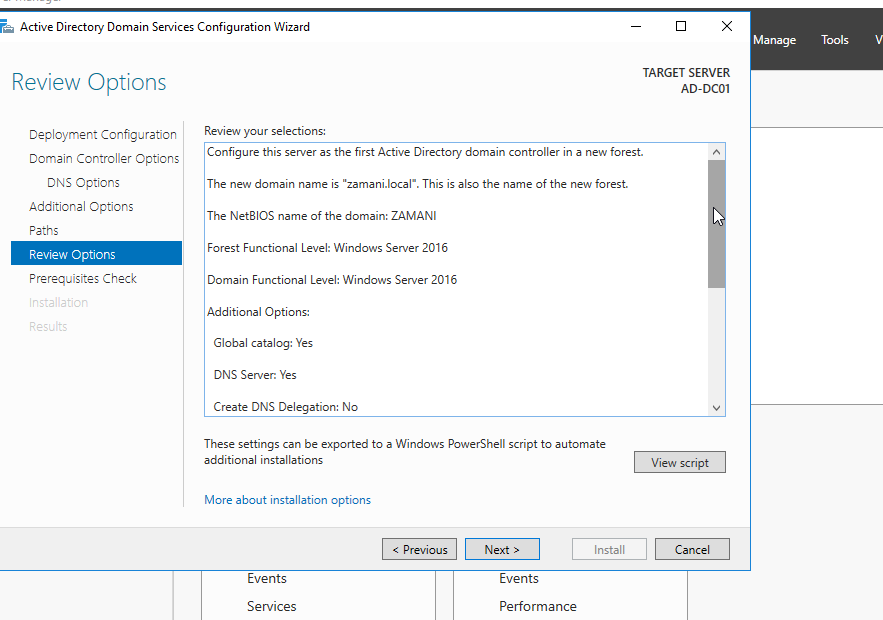 Active Directory Domain Services Configuration Wizard
Manage
Tools
V
Review Options
TARGET SERVER
AD-DC01
Deployment Configuration
Domain Controller Options
DNS Options
Additional Options
Paths
Review Options
Prerequisites Check
Installation
Results
Review your selections:
Configure this server as the first Active Directory domain controller in a new forest.
The new domain name is "zamani.local". This is also the name of the new forest.
The NetBIOS name of the domain: ZAMANI
Forest Functional Level: Windows Server 2016
Domain Functional Level: Windows Server 2016
Additional Options:
Global catalog: Yes
DNS Server: Yes
Create DNS Delegation: No
These settings can be exported to a Windows PowerShell script to automate
additional installations
View script
More about installation options
< Previous
Next >
Install
Cancel
Events
Events
Services
Performance